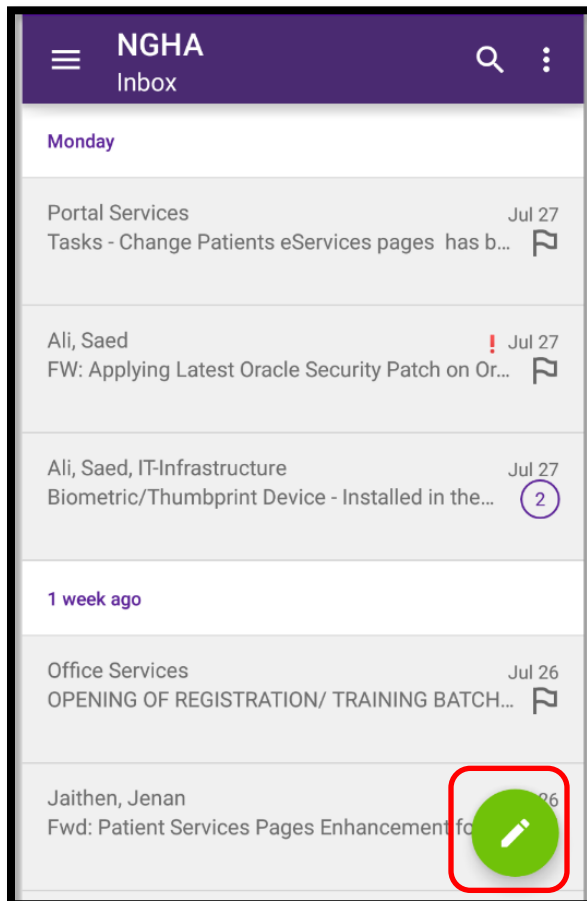 NGHA
Inbox
Monday
Portal Services Jul 27
Tasks - Change Patients eServices pages has b...
Ali, Saed ! Jul 27
FW: Applying Latest Oracle Security Patch on Or...
Ali, Saed, IT-Infrastructure Jul 27
Biometric/Thumbprint Device - Installed in the... 2
1 week ago
Office Services Jul 26
OPENING OF REGISTRATION/ TRAINING BATCH...
Jaithen, Jenan 26
Fwd: Patient Services Pages Enhancement fo